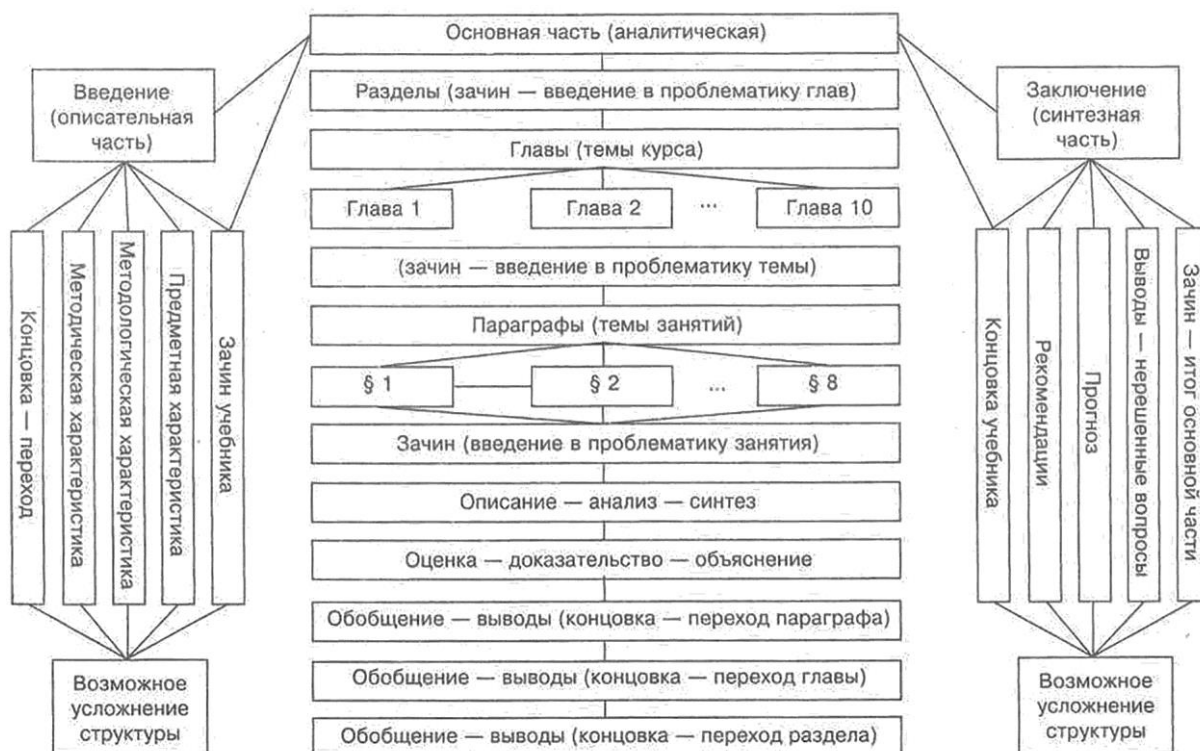 Основная часть (аналитическая)
Введение
(описательная
часть)
Разделы (зачин — введение в проблематику глав)
Заключение
(синтезная
часть)
Главы (темы курса)
Глава 1
Глава 2
...
Глава 10
(зачин — введение в проблематику темы)
Параграфы (темы занятий)
§ 1
§ 2
...
§ 8
Зачин (введение в проблематику занятия)
Описание — анализ — синтез
Оценка — доказательство — объяснение
Обобщение — выводы (концовка — переход параграфа)
Обобщение — выводы (концовка — переход главы)
Обобщение — выводы (концовка — переход раздела)
Концовка — переход
Методическая характеристика
Методологическая характеристика
Предметная характеристика
Зачин учебника
Возможное
усложнение
структуры
Концовка учебника
Рекомендации
Прогноз
Выводы — нерешенные вопросы
Зачин — итог основной части
Возможное
усложнение
структуры